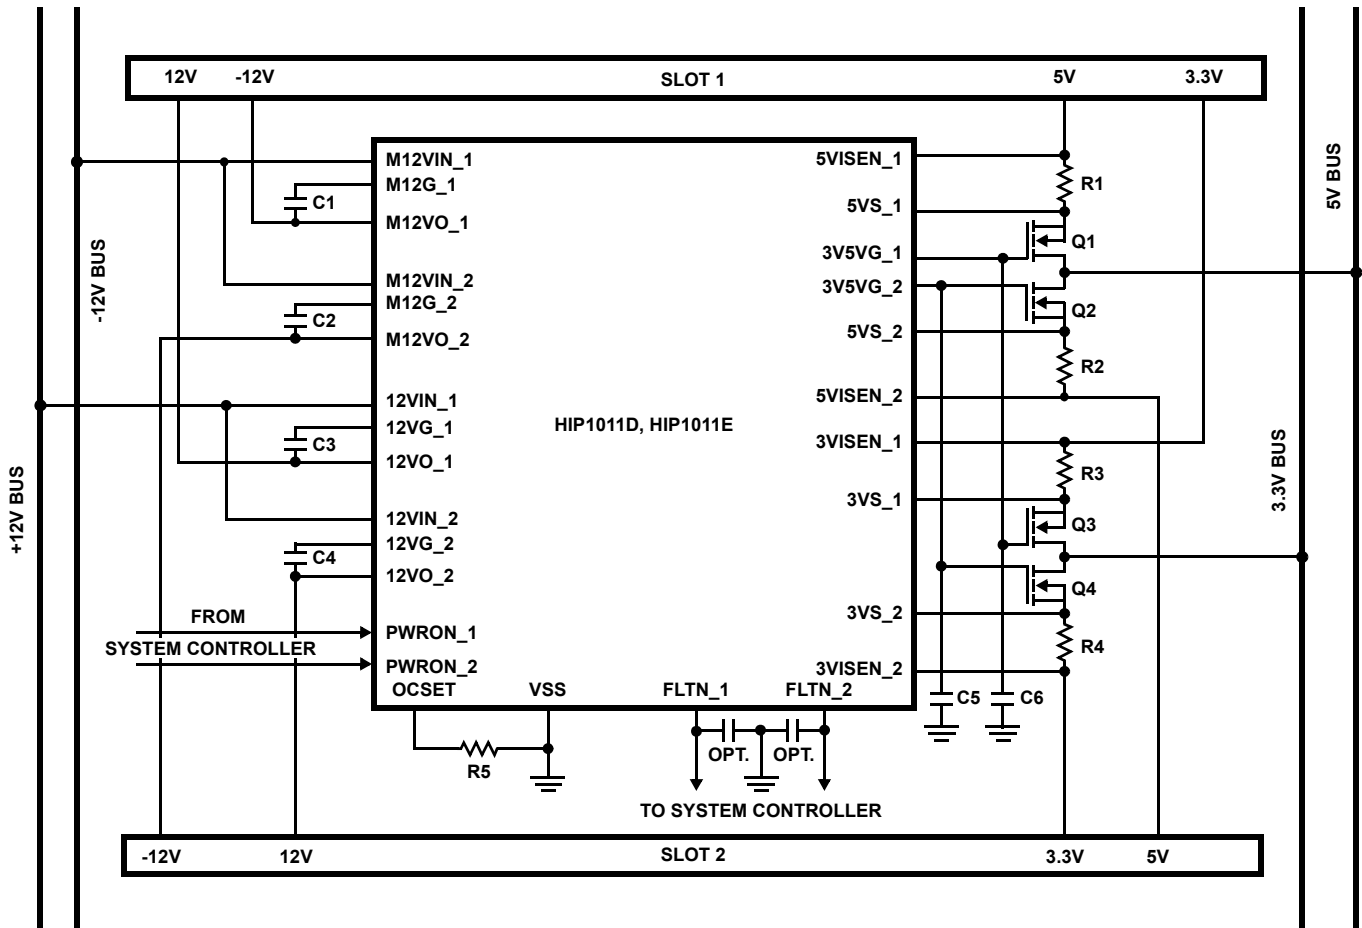 12V -12V SLOT 1 5V 3.3V
M12VIN_1
M12G_1
C1
M12VO_1
M12VIN_2
M12G_2
C2
M12VO_2
12VIN_1
12VG_1
C3
12VO_1
12VIN_2
12VG_2
C4
12VO_2
FROM
SYSTEM CONTROLLER
PWRON_1
PWRON_2
OCSET
VSS
FLTN_1
FLTN_2
HIP1011D, HIP1011E
5VISEN_1
5VS_1
3V5VG_1
3V5VG_2
5VS_2
5VISEN_2
3VISEN_1
3VS_1
3VS_2
3VISEN_2
R1
Q1
Q2
R2
R3
Q3
Q4
R4
C5
C6
R5
OPT.
OPT.
TO SYSTEM CONTROLLER
-12V BUS
+12V BUS
5V BUS
3.3V BUS
-12V 12V SLOT 2 3.3V 5V